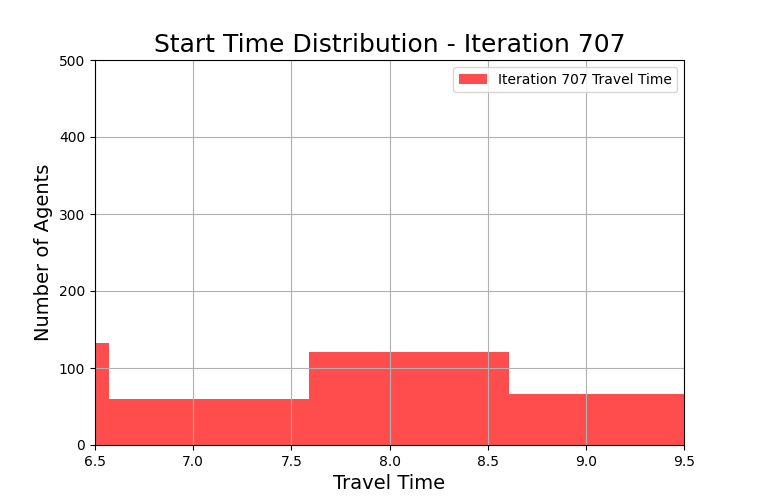 Start Time Distribution - Iteration 707
Iteration 707 Travel Time
Number of Agents
500
400
300
200
100
0
6.5 7.0 7.5 8.0 8.5 9.0 9.5
Travel Time